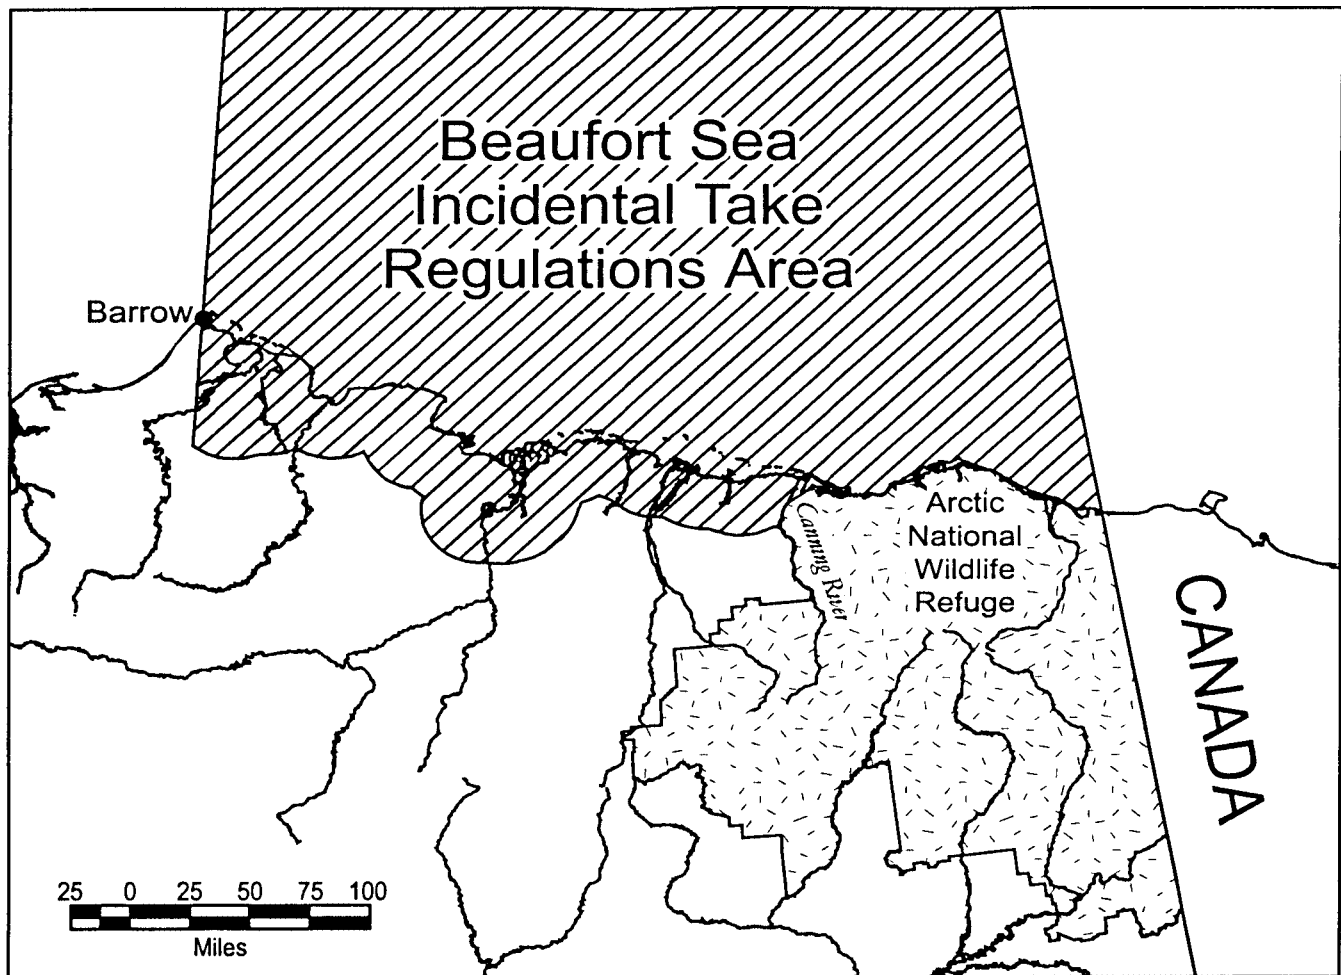 Beaufort Sea
Incidental Take
Regulations Area
Barrow
Canning River
Arctic
National
Wildlife
Refuge
CANADA
25 0 25 50 75 100
Miles